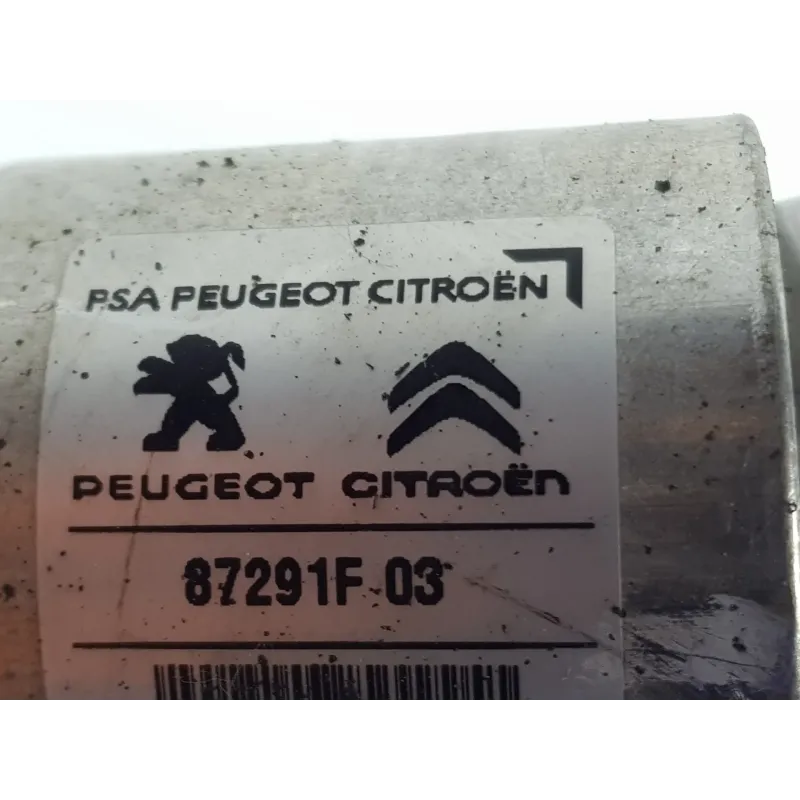 PSA PEUGEOT CITROËN
PEUGEOT CITROËN
87291F 03